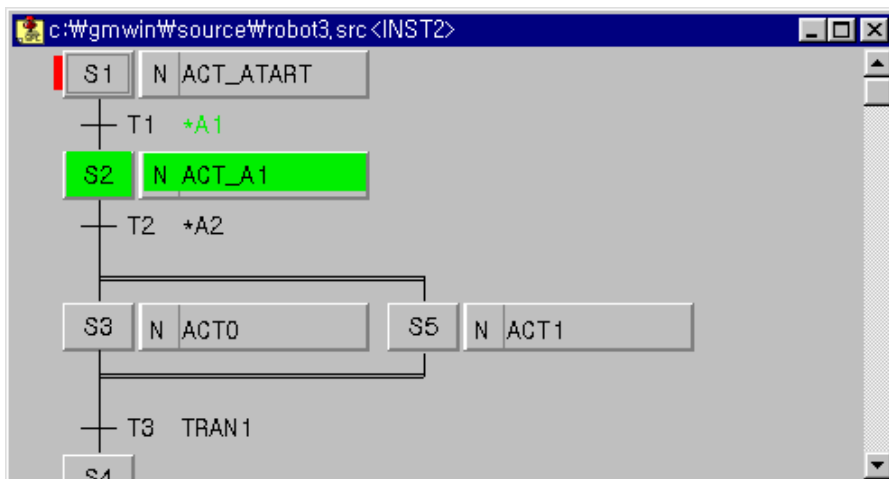 c:₩gmwin₩source₩robot3.src<INST2>
S1 N ACT_ATART
T1 *A1
S2 N ACT_A1
T2 *A2
S3 N ACT0 S5 N ACT1
T3 TRAN1
S4